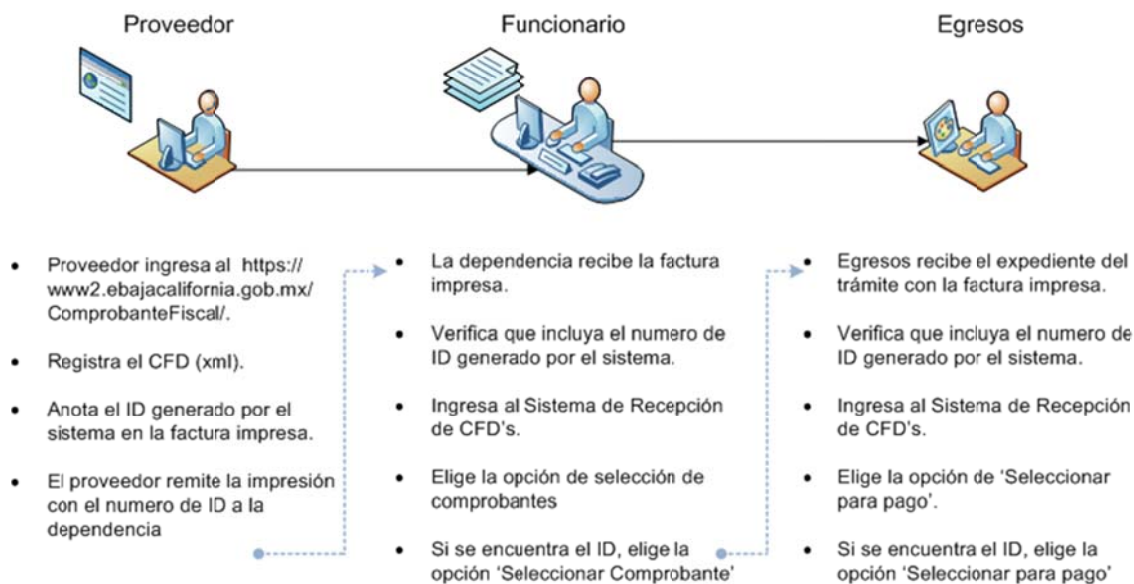 Proveedor
Funcionario
Egresos
Proveedor ingresa al https://
www2.ebajacalifornia.gob.mx/
ComprobanteFiscal/.
Registra el CFD (xml).
Anota el ID generado por el
sistema en la factura impresa.
El proveedor remite la impresión
con el numero de ID a la
dependencia
La dependencia recibe la factura
impresa.
Verifica que incluya el numero de
ID generado por el sistema.
Ingresa al Sistema de Recepción
de CFD's.
Elige la opción de selección de
comprobantes
Si se encuentra el ID, elige la
opción 'Seleccionar Comprobante'
Egresos recibe el expediente del
trámite con la factura impresa.
Verifica que incluya el numero de
ID generado por el sistema.
Ingresa al Sistema de Recepción
de CFD's.
Elige la opción de 'Seleccionar
para pago'.
Si se encuentra el ID, elige la
opción 'Seleccionar para pago'